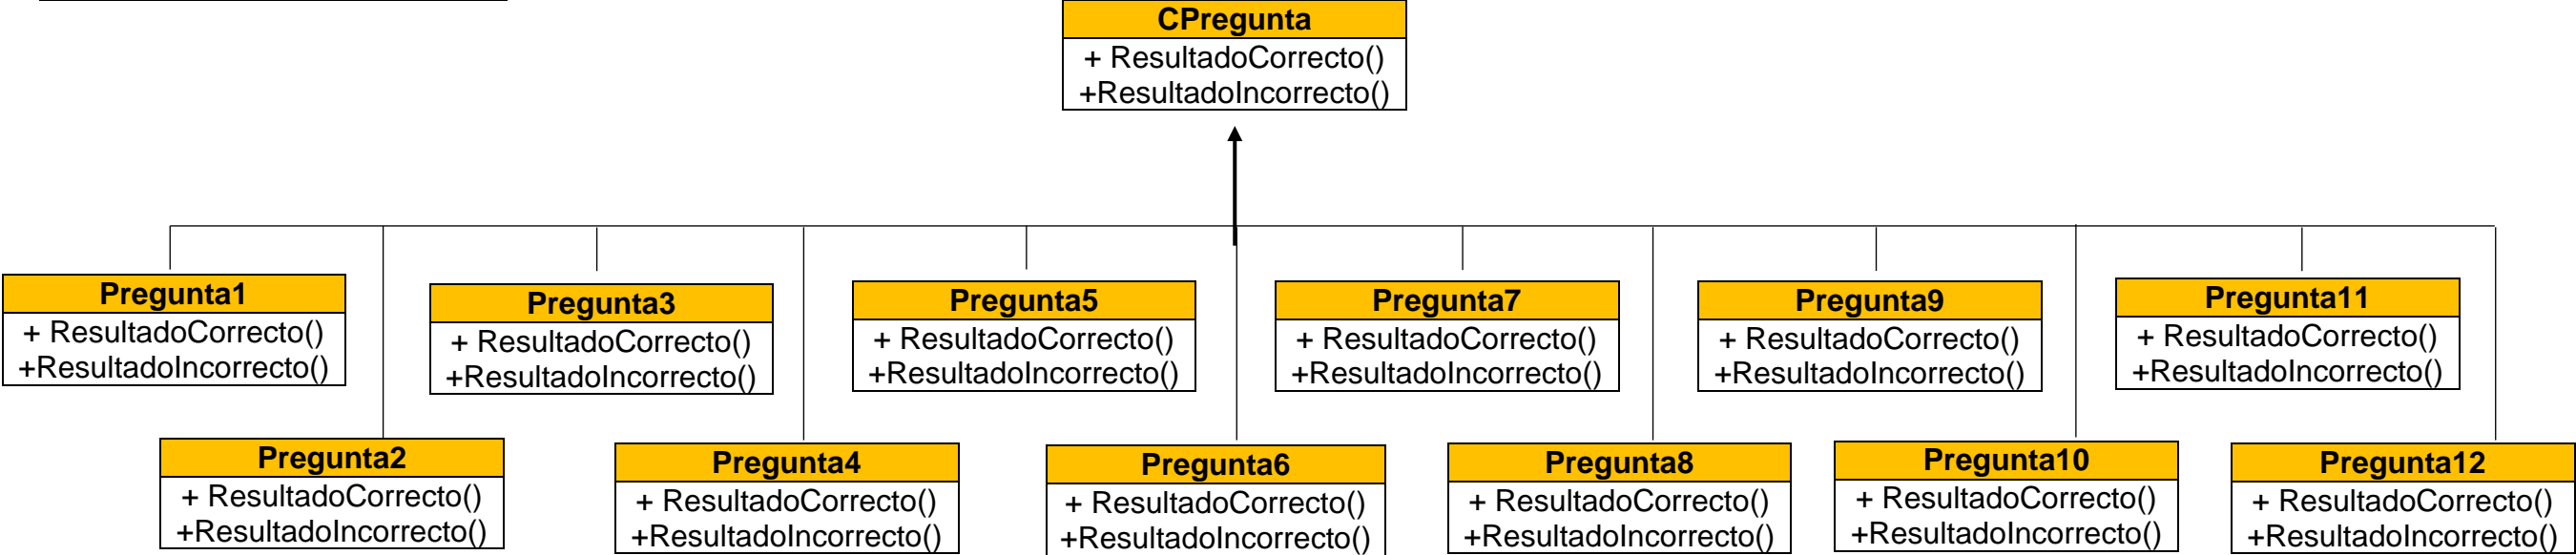 CPregunta
+ ResultadoCorrecto()
+ResultadoIncorrecto()
Pregunta1
+ ResultadoCorrecto()
+ResultadoIncorrecto()
Pregunta3
+ ResultadoCorrecto()
+ResultadoIncorrecto()
Pregunta5
+ ResultadoCorrecto()
+ResultadoIncorrecto()
Pregunta7
+ ResultadoCorrecto()
+ResultadoIncorrecto()
Pregunta9
+ ResultadoCorrecto()
+ResultadoIncorrecto()
Pregunta11
+ ResultadoCorrecto()
+ResultadoIncorrecto()
Pregunta2
+ ResultadoCorrecto()
+ResultadoIncorrecto()
Pregunta4
+ ResultadoCorrecto()
+ResultadoIncorrecto()
Pregunta6
+ ResultadoCorrecto()
+ResultadoIncorrecto()
Pregunta8
+ ResultadoCorrecto()
+ResultadoIncorrecto()
Pregunta10
+ ResultadoCorrecto()
+ResultadoIncorrecto()
Pregunta12
+ ResultadoCorrecto()
+ResultadoIncorrecto()